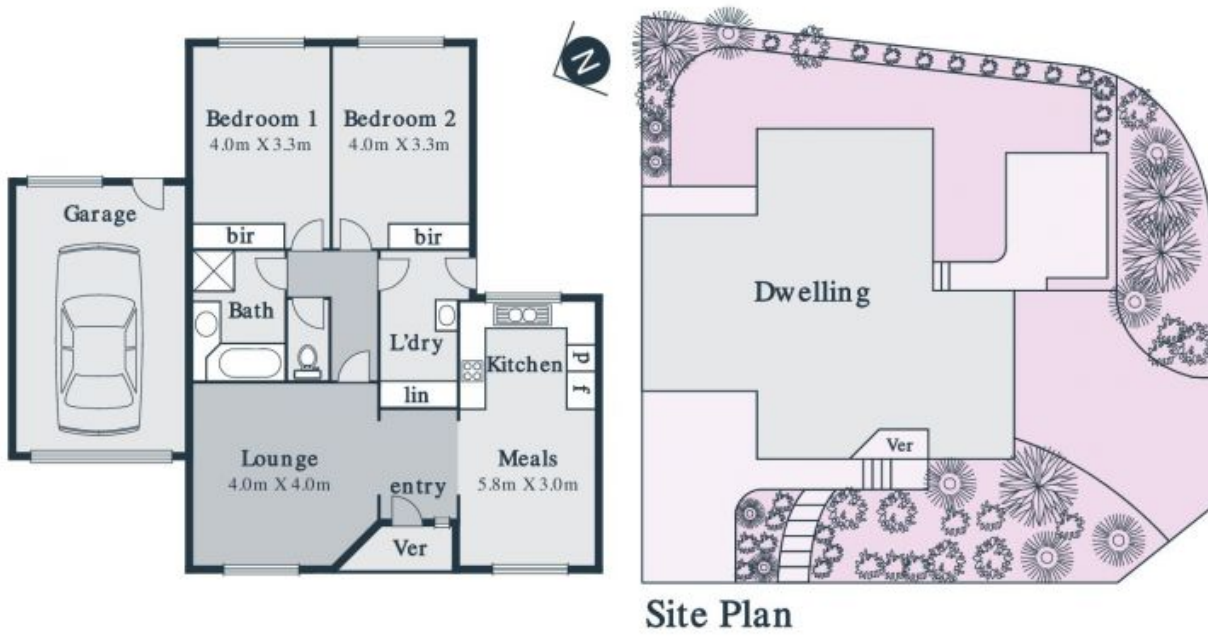 N
Bedroom 1
4.0m X 3.3m
Bedroom 2
4.0m X 3.3m
Garage
bir
bir
Bath
L'dry
Kitchen
p
f
lin
Lounge
4.0m X 4.0m
entry
Meals
5.8m X 3.0m
Ver
Dwelling
Ver
Site Plan